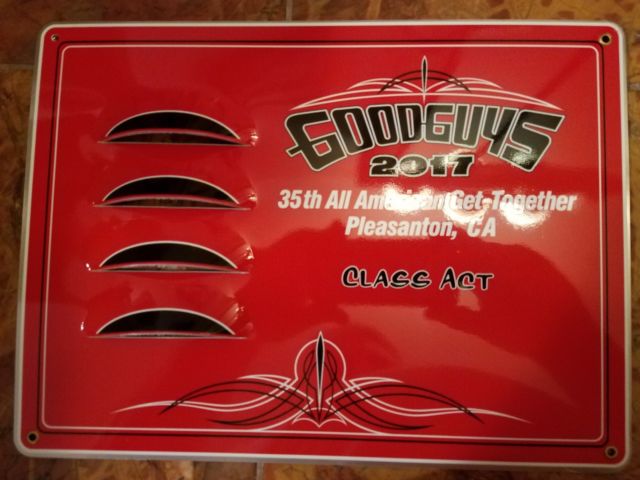 GOODGUYS
2017
35th All American Get-Together
Pleasanton, CA
CLASS ACT